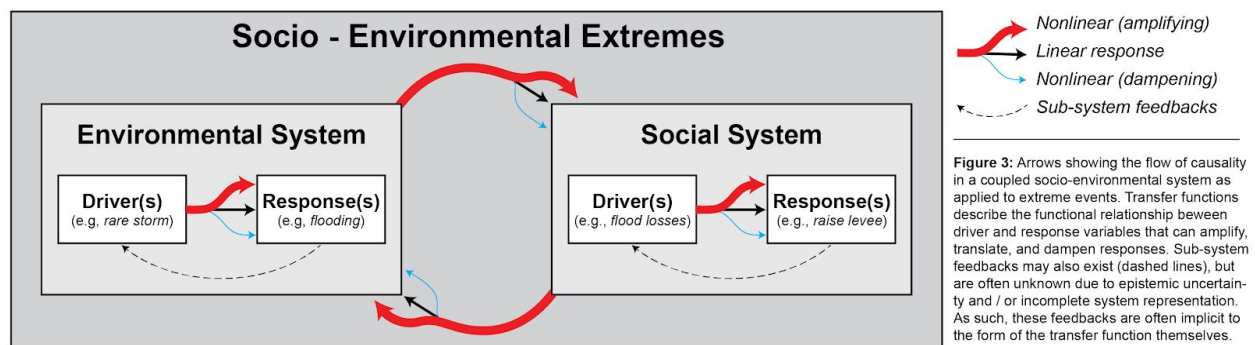 Socio - Environmental Extremes
Environmental System
Driver(s)
(e.g, rare storm)
Response(s)
(e.g, flooding)
Social System
Driver(s)
(e.g., flood losses)
Response(s)
(e.g., raise levee)
Nonlinear (amplifying)
Linear response
Nonlinear (dampening)
Sub-system feedbacks
Figure 3: Arrows showing the flow of causality
in a coupled socio-environmental system as
applied to extreme events. Transfer functions
describe the functional relationship beween
driver and response variables that can amplify,
translate, and dampen responses. Sub-system
feedbacks may also exist (dashed lines), but
are often unknown due to epistemic uncertain-
ty and / or incomplete system representation.
As such, these feedbacks are often implicit to
the form of the transfer function themselves.